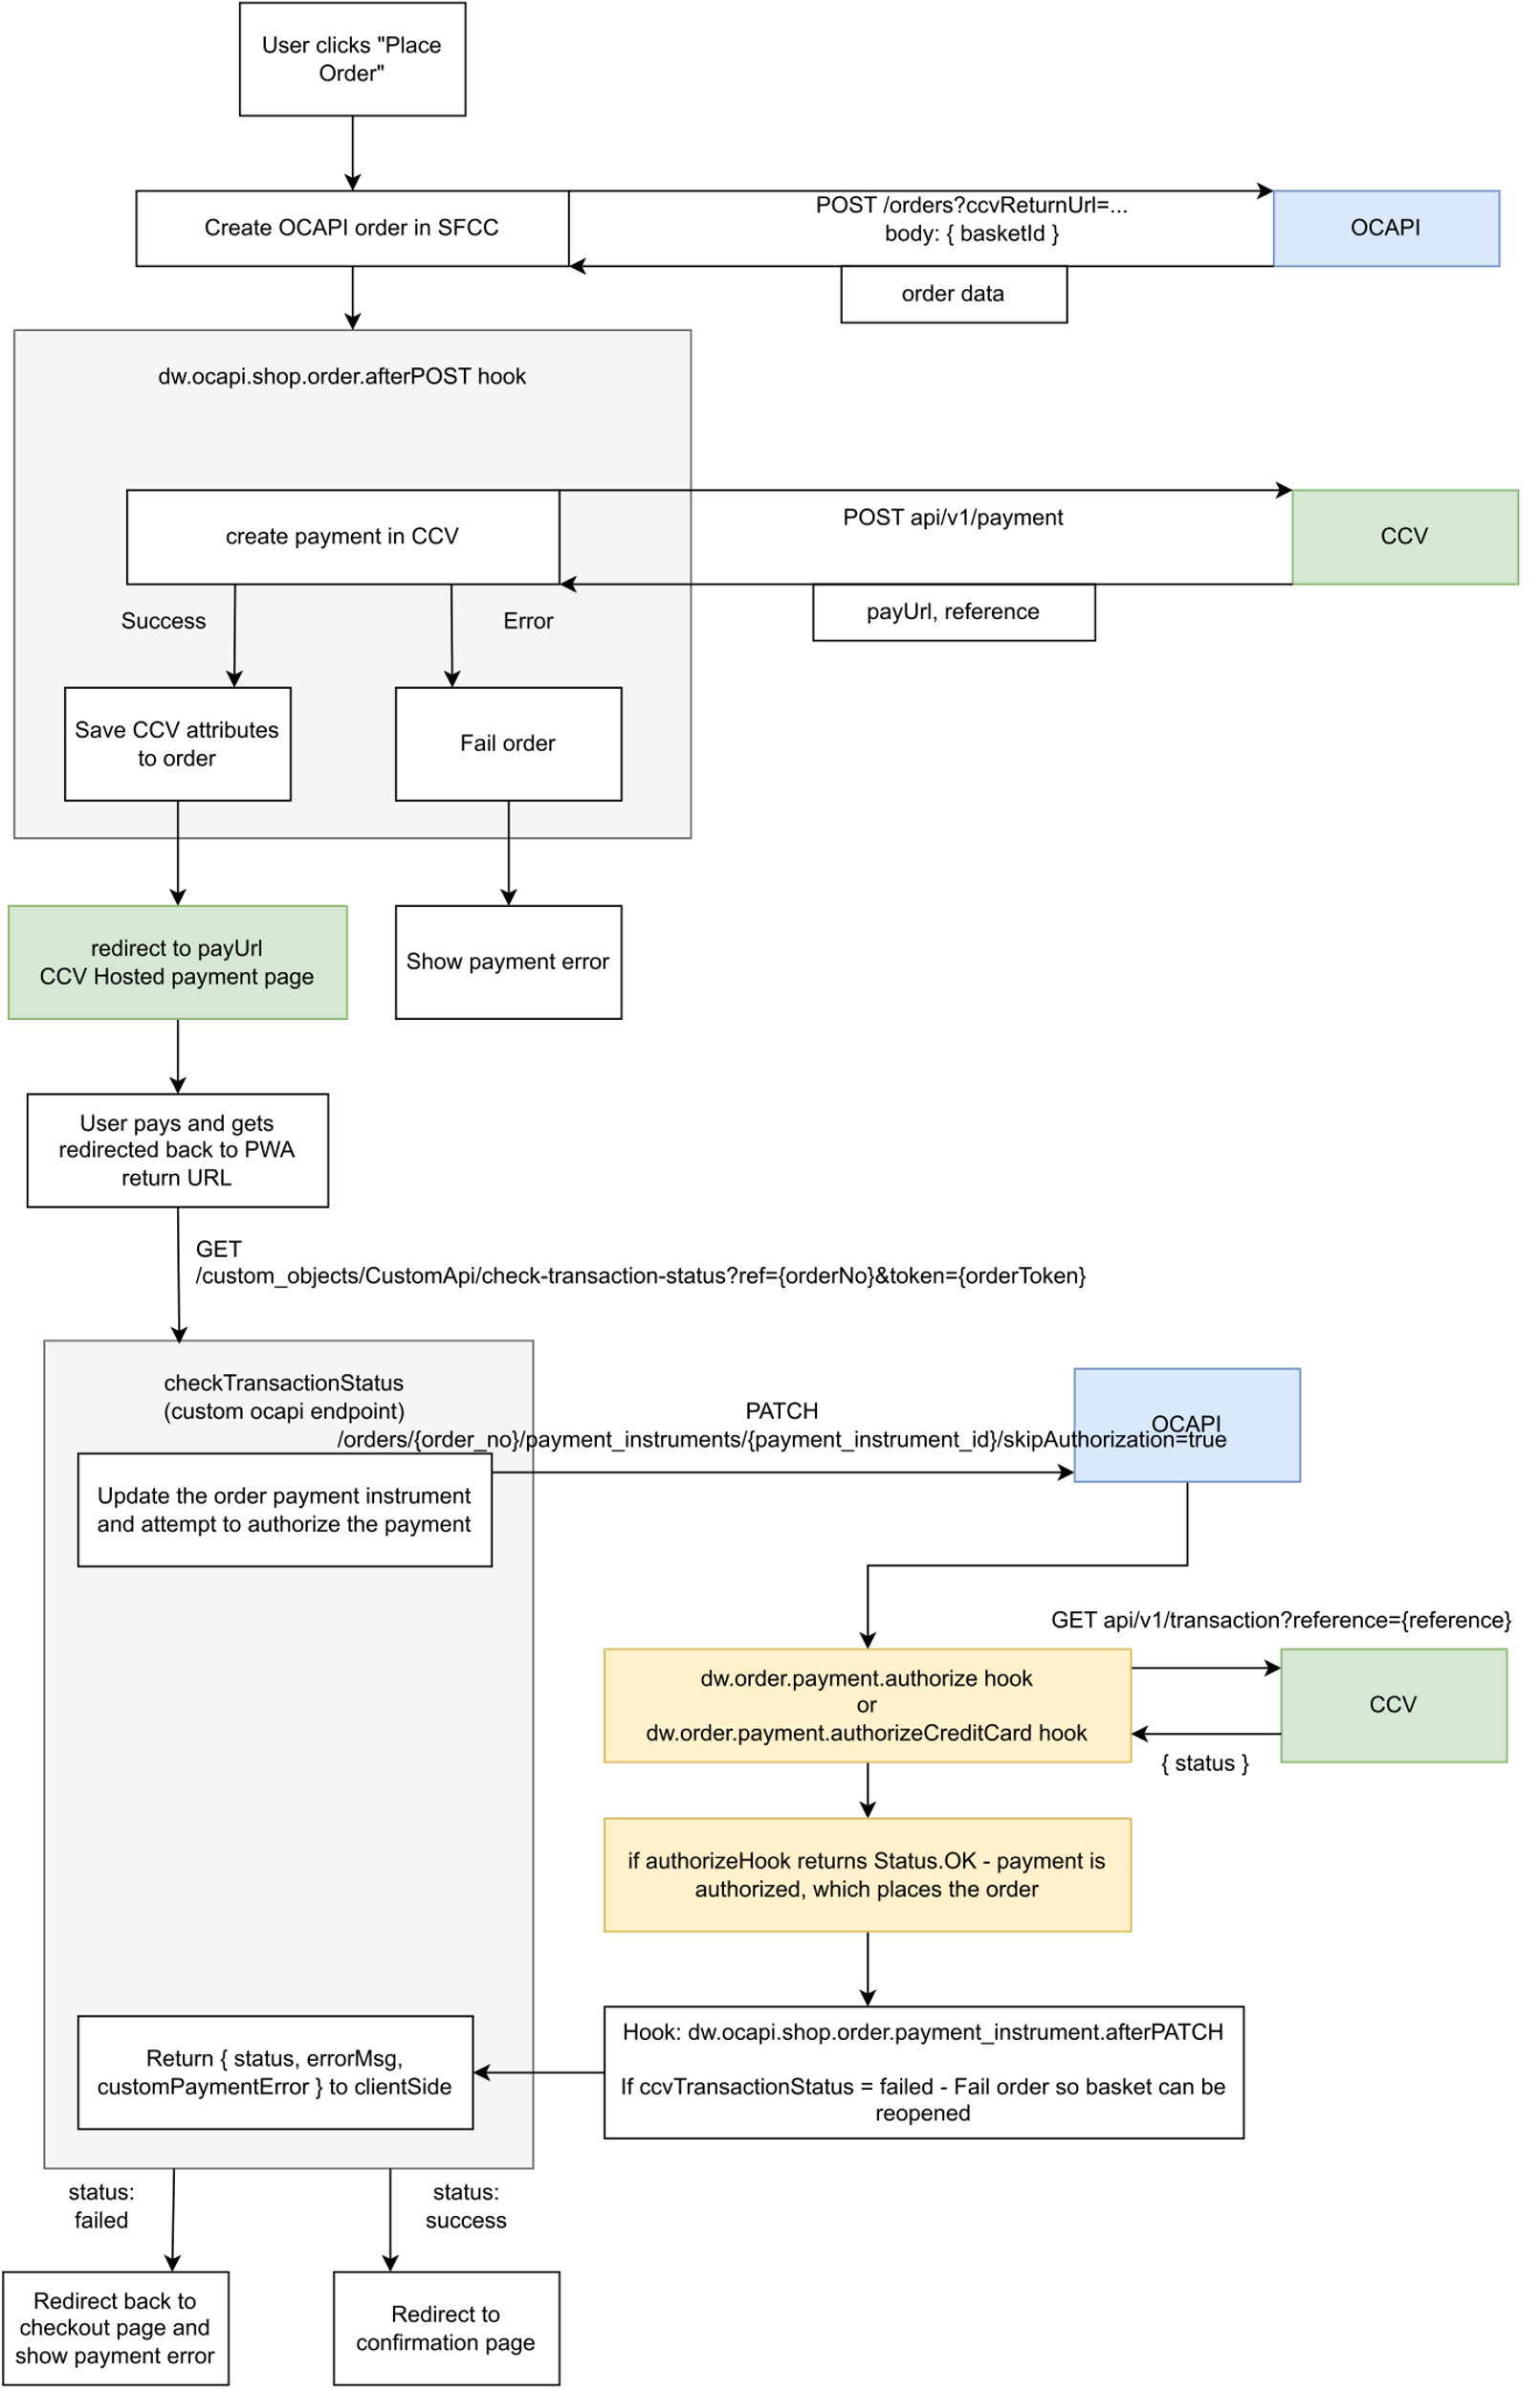 User clicks "Place
Order"
Create OCAPI order in SFCC
POST /orders?ccvReturnUrl=...
body: { basketId }
OCAPI
order data
dw.ocapi.shop.order.afterPOST hook
create payment in CCV
POST api/v1/payment
CCV
payUrl, reference
Success
Error
Save CCV attributes
to order
Fail order
redirect to payUrl
CCV Hosted payment page
Show payment error
User pays and gets
redirected back to PWA
return URL
GET
/custom_objects/CustomApi/check-transaction-status?ref={orderNo}&token={orderToken}
checkTransactionStatus
(custom ocapi endpoint)
PATCH
/orders/{order_no}/payment_instruments/{payment_instrument_id}/skipAuthorization=true
OCAPI
Update the order payment instrument
and attempt to authorize the payment
GET api/v1/transaction?reference={reference}
dw.order.payment.authorize hook
or
dw.order.payment.authorizeCreditCard hook
CCV
{ status }
if authorizeHook returns Status.OK - payment is
authorized, which places the order
Hook: dw.ocapi.shop.order.payment_instrument.afterPATCH
If ccvTransactionStatus = failed - Fail order so basket can be
reopened
Return { status, errorMsg,
customPaymentError } to clientSide
status:
failed
status:
success
Redirect back to
checkout page and
show payment error
Redirect to
confirmation page